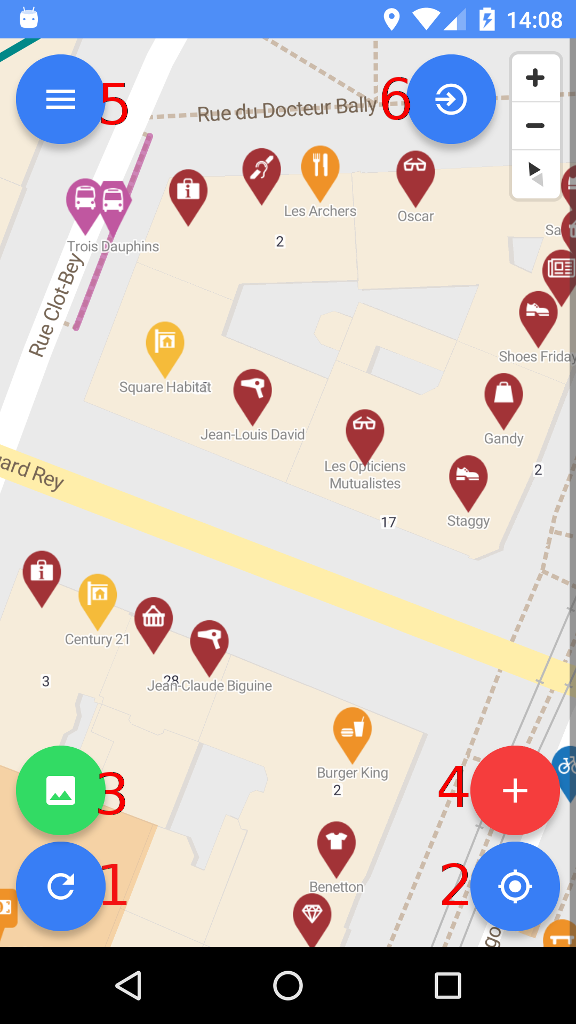 14:08
5
6
Rue du Docteur Bally
+
−
Les Archers
Oscar
2
Trois Dauphins
Rue Clot-Bey
Shoes Friday
Square Habitat
Jean-Louis David
Gandy
Les Opticiens
Mutualistes
2
Staggy
17
ard Rey
Century 21
3
28
Jean-Claude Biguine
Burger King
2
3
4
Benetton
1
2